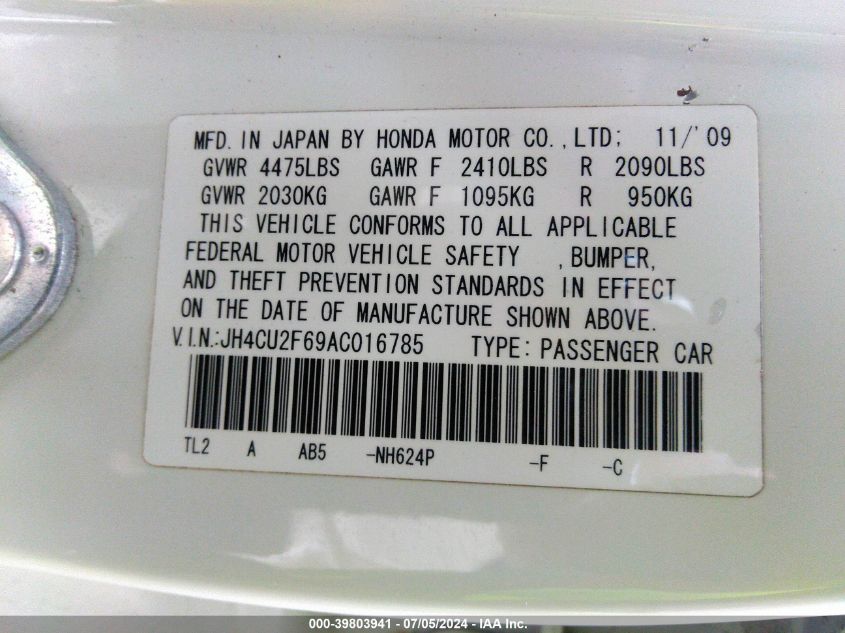 MFD. IN JAPAN BY HONDA MOTOR CO.,LTD; 11/'09
GVWR 4475LBS GAWR F 2410LBS R 2090LBS
GVWR 2030KG GAWR F 1095KG R 950KG
THIS VEHICLE CONFORMS TO ALL APPLICABLE
FEDERAL MOTOR VEHICLE SAFETY ,BUMPER,
AND THEFT PREVENTION STANDARDS IN EFFECT
ON THE DATE OF MANUFACTURE SHOWN ABOVE.
V.I.N.:JH4CU2F69AC016785 TYPE: PASSENGER CAR
TL2 A AB5 -NH624P -F -C
000-39803941 - 07/05/2024 - IAA Inc.